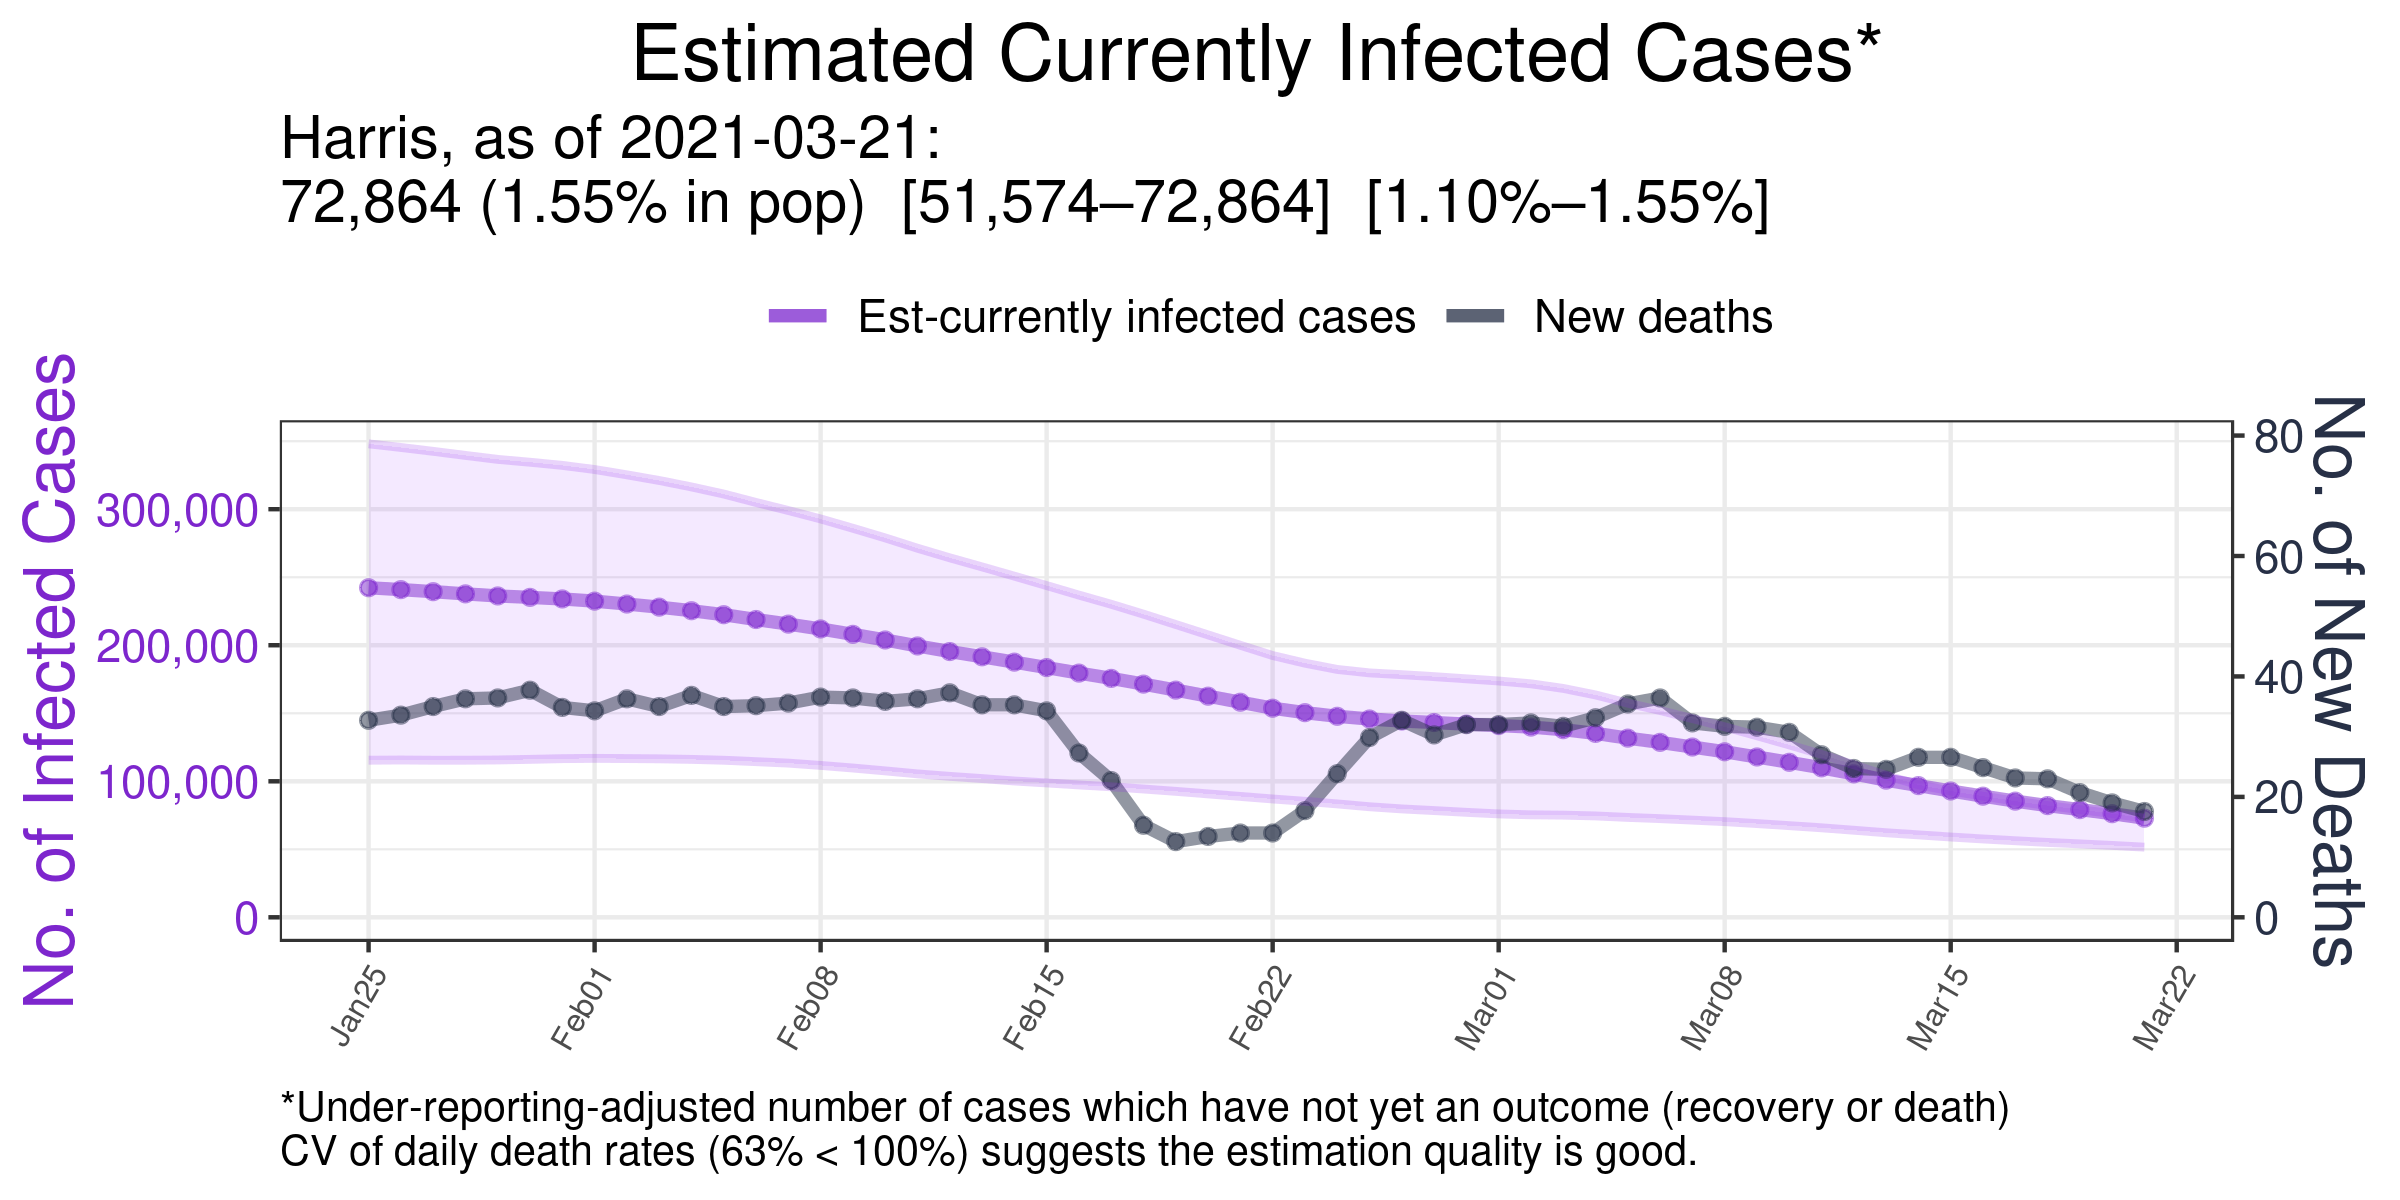 Estimated Currently Infected Cases*
Harris, as of 2021-03-21:
72,864 (1.55% in pop)  [51,574–72,864]  [1.10%–1.55%]
Est-currently infected cases
New deaths
No. of Infected Cases
300,000
200,000
100,000
0
80
60
40
20
0
No. of New Deaths
Jan25
Feb01
Feb08
Feb15
Feb22
Mar01
Mar08
Mar15
Mar22
*Under-reporting-adjusted number of cases which have not yet an outcome (recovery or death)
CV of daily death rates (63% < 100%) suggests the estimation quality is good.